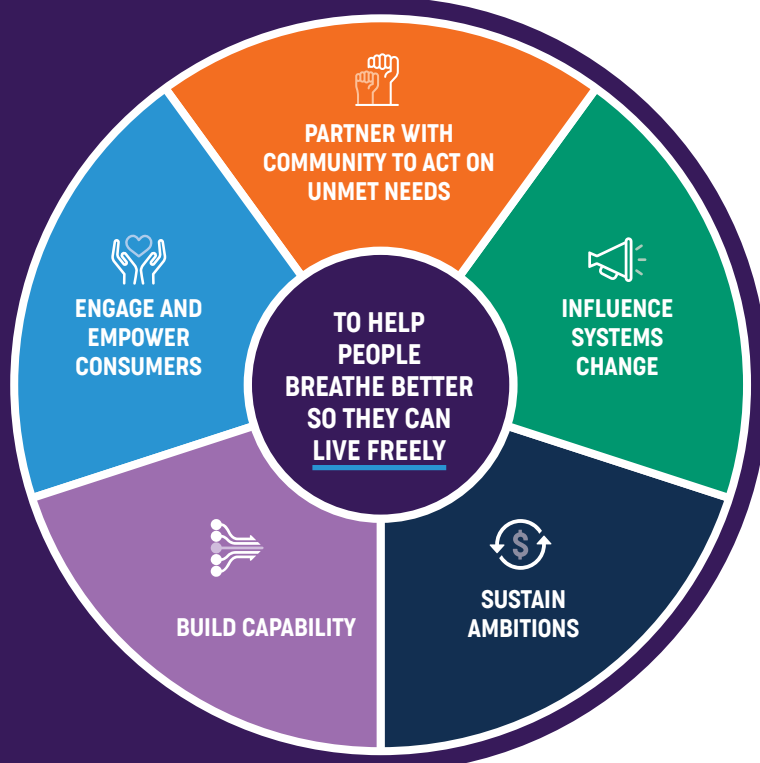 PARTNER WITH
COMMUNITY TO ACT ON
UNMET NEEDS
ENGAGE AND
EMPOWER
CONSUMERS
INFLUENCE
SYSTEMS
CHANGE
TO HELP
PEOPLE
BREATHE BETTER
SO THEY CAN
LIVE FREELY
BUILD CAPABILITY
$
SUSTAIN
AMBITIONS